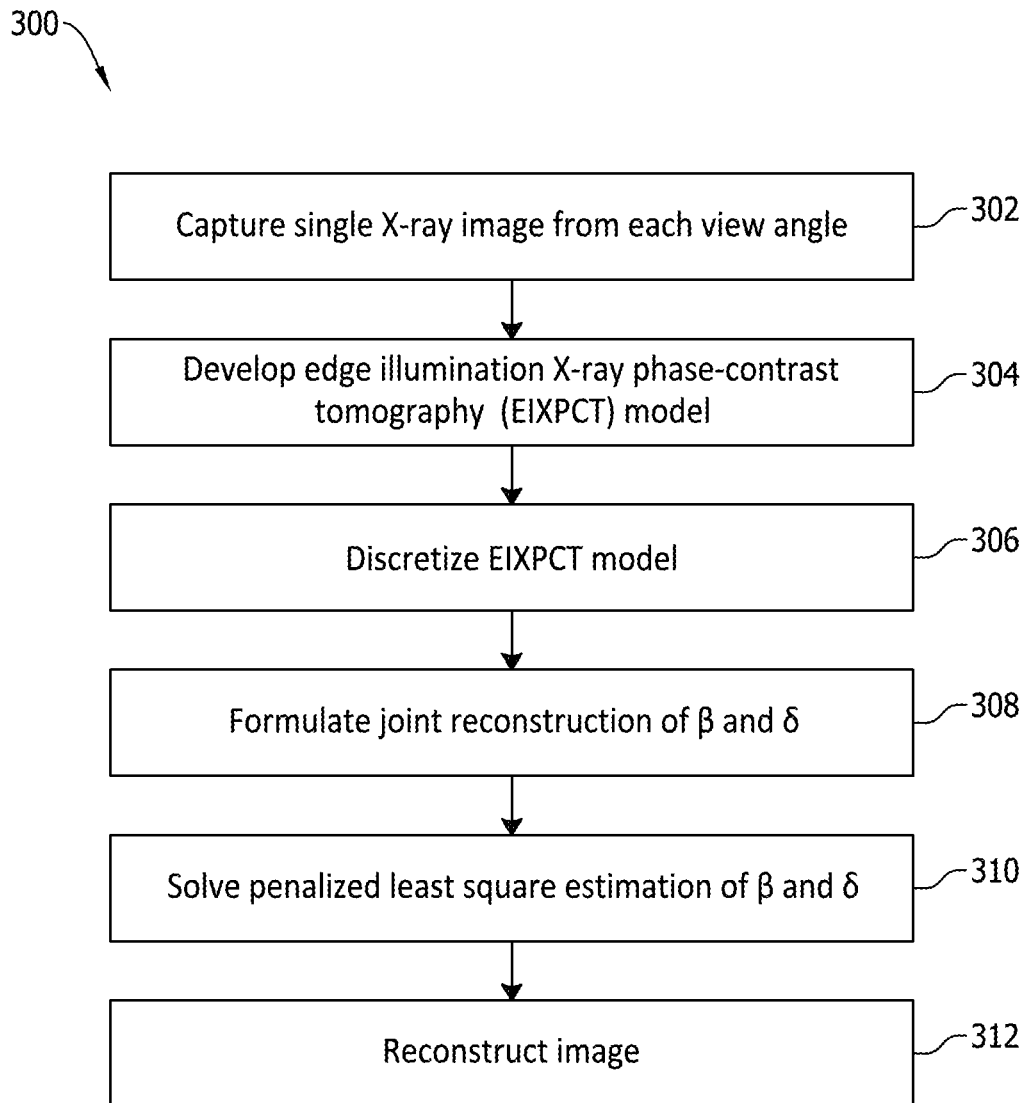 300
Capture single X-ray image from each view angle
302
Develop edge illumination X-ray phase-contrast
tomography (EIXPCT) model
304
Discretize EIXPCT model
306
Formulate joint reconstruction of β and δ
308
Solve penalized least square estimation of β and δ
310
Reconstruct image
312